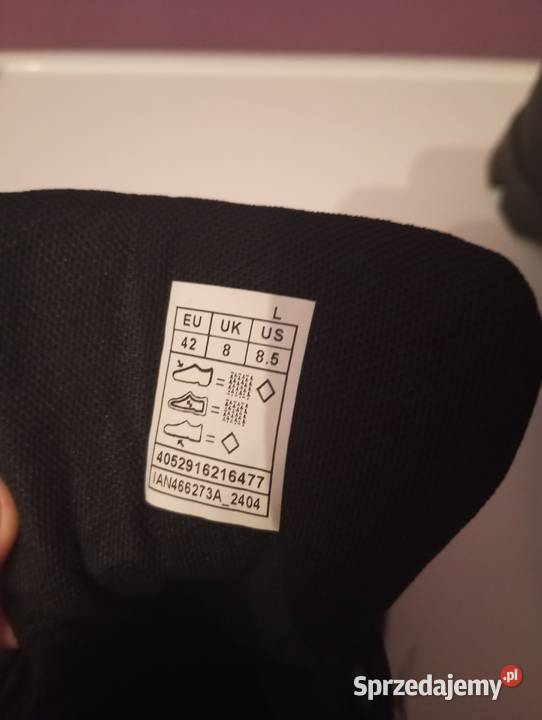 L
EU UK US
42 8 8.5
=
=
=
4052916216477
IAN466273A_2404
Sprzedajemy.pl